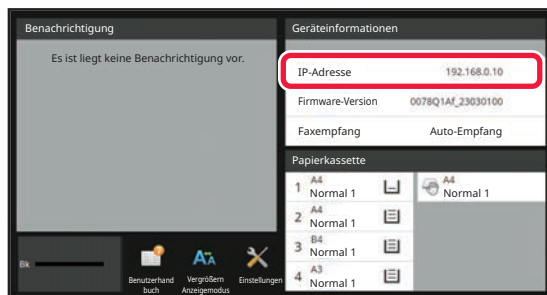 Benachrichtigung
Es ist liegt keine Benachrichtigung vor.
Geräteinformationen
IP-Adresse 192.168.0.10
Firmware-Version 0078Q1Af_23030100
Faxempfang Auto-Empfang
Papierkassette
1 A4
Normal 1
A4
Normal 1
2 A4
Normal 1
3 B4
Normal 1
4 A3
Normal 1
Bk
Benutzerhand
buch
Vergrößern
Anzeigemodus
Einstellungen